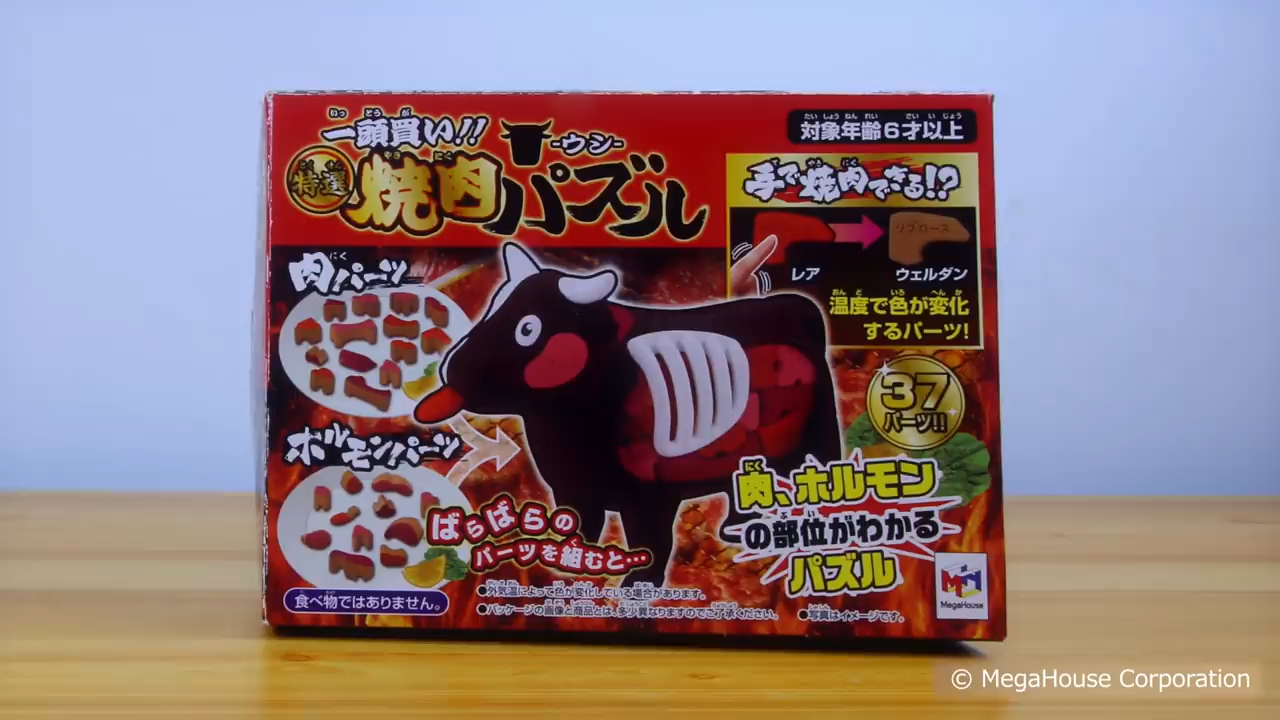 一頭買い!!
特選 焼肉パズル -ウシ-
対象年齢6才以上
手で焼肉できる!?
リブロース
レア
ウェルダン
温度で色が変化
するパーツ!
肉パーツ
37
パーツ!!
ホルモンパーツ
ばらばらの
パーツを組むと…
肉、ホルモン
の部位がわかる
パズル
MegaHouse
食べ物ではありません。
●外気温によって色が変化している場合があります。
●パッケージの画像と商品とは、多少異なりますのでご了承ください。
●写真はイメージです。
© MegaHouse Corporation